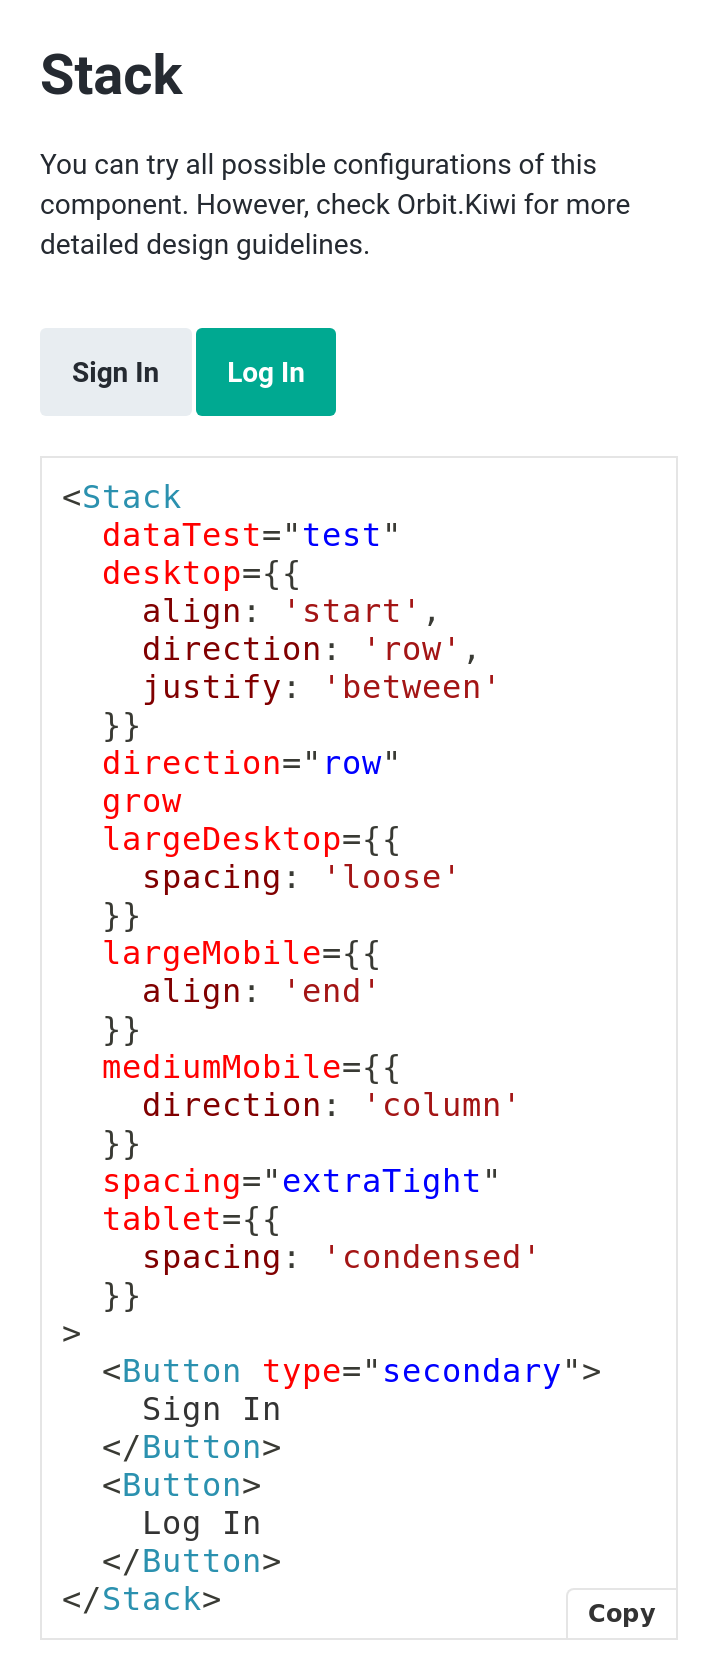 Stack
You can try all possible configurations of this
component. However, check Orbit.Kiwi for more
detailed design guidelines.
Sign In Log In
<Stack
  dataTest="test"
  desktop={{
    align: 'start',
    direction: 'row',
    justify: 'between'
  }}
  direction="row"
  grow
  largeDesktop={{
    spacing: 'loose'
  }}
  largeMobile={{
    align: 'end'
  }}
  mediumMobile={{
    direction: 'column'
  }}
  spacing="extraTight"
  tablet={{
    spacing: 'condensed'
  }}
>
  <Button type="secondary">
    Sign In
  </Button>
  <Button>
    Log In
  </Button>
</Stack>
Copy